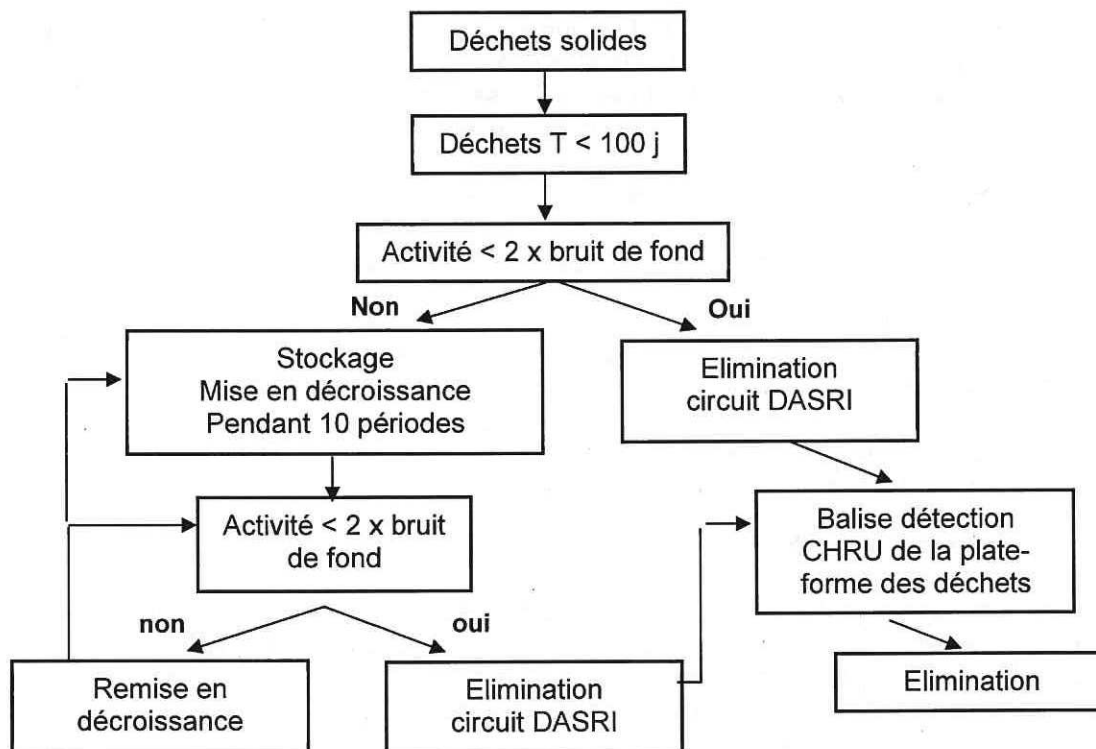 Déchets solides
Déchets T < 100 j
Activité < 2 x bruit de fond
Non
Oui
Stockage
Mise en décroissance
Pendant 10 périodes
Elimination
circuit DASRI
Activité < 2 x bruit
de fond
Balise détection
CHRU de la plate-
forme des déchets
non
oui
Remise en
décroissance
Elimination
circuit DASRI
Elimination